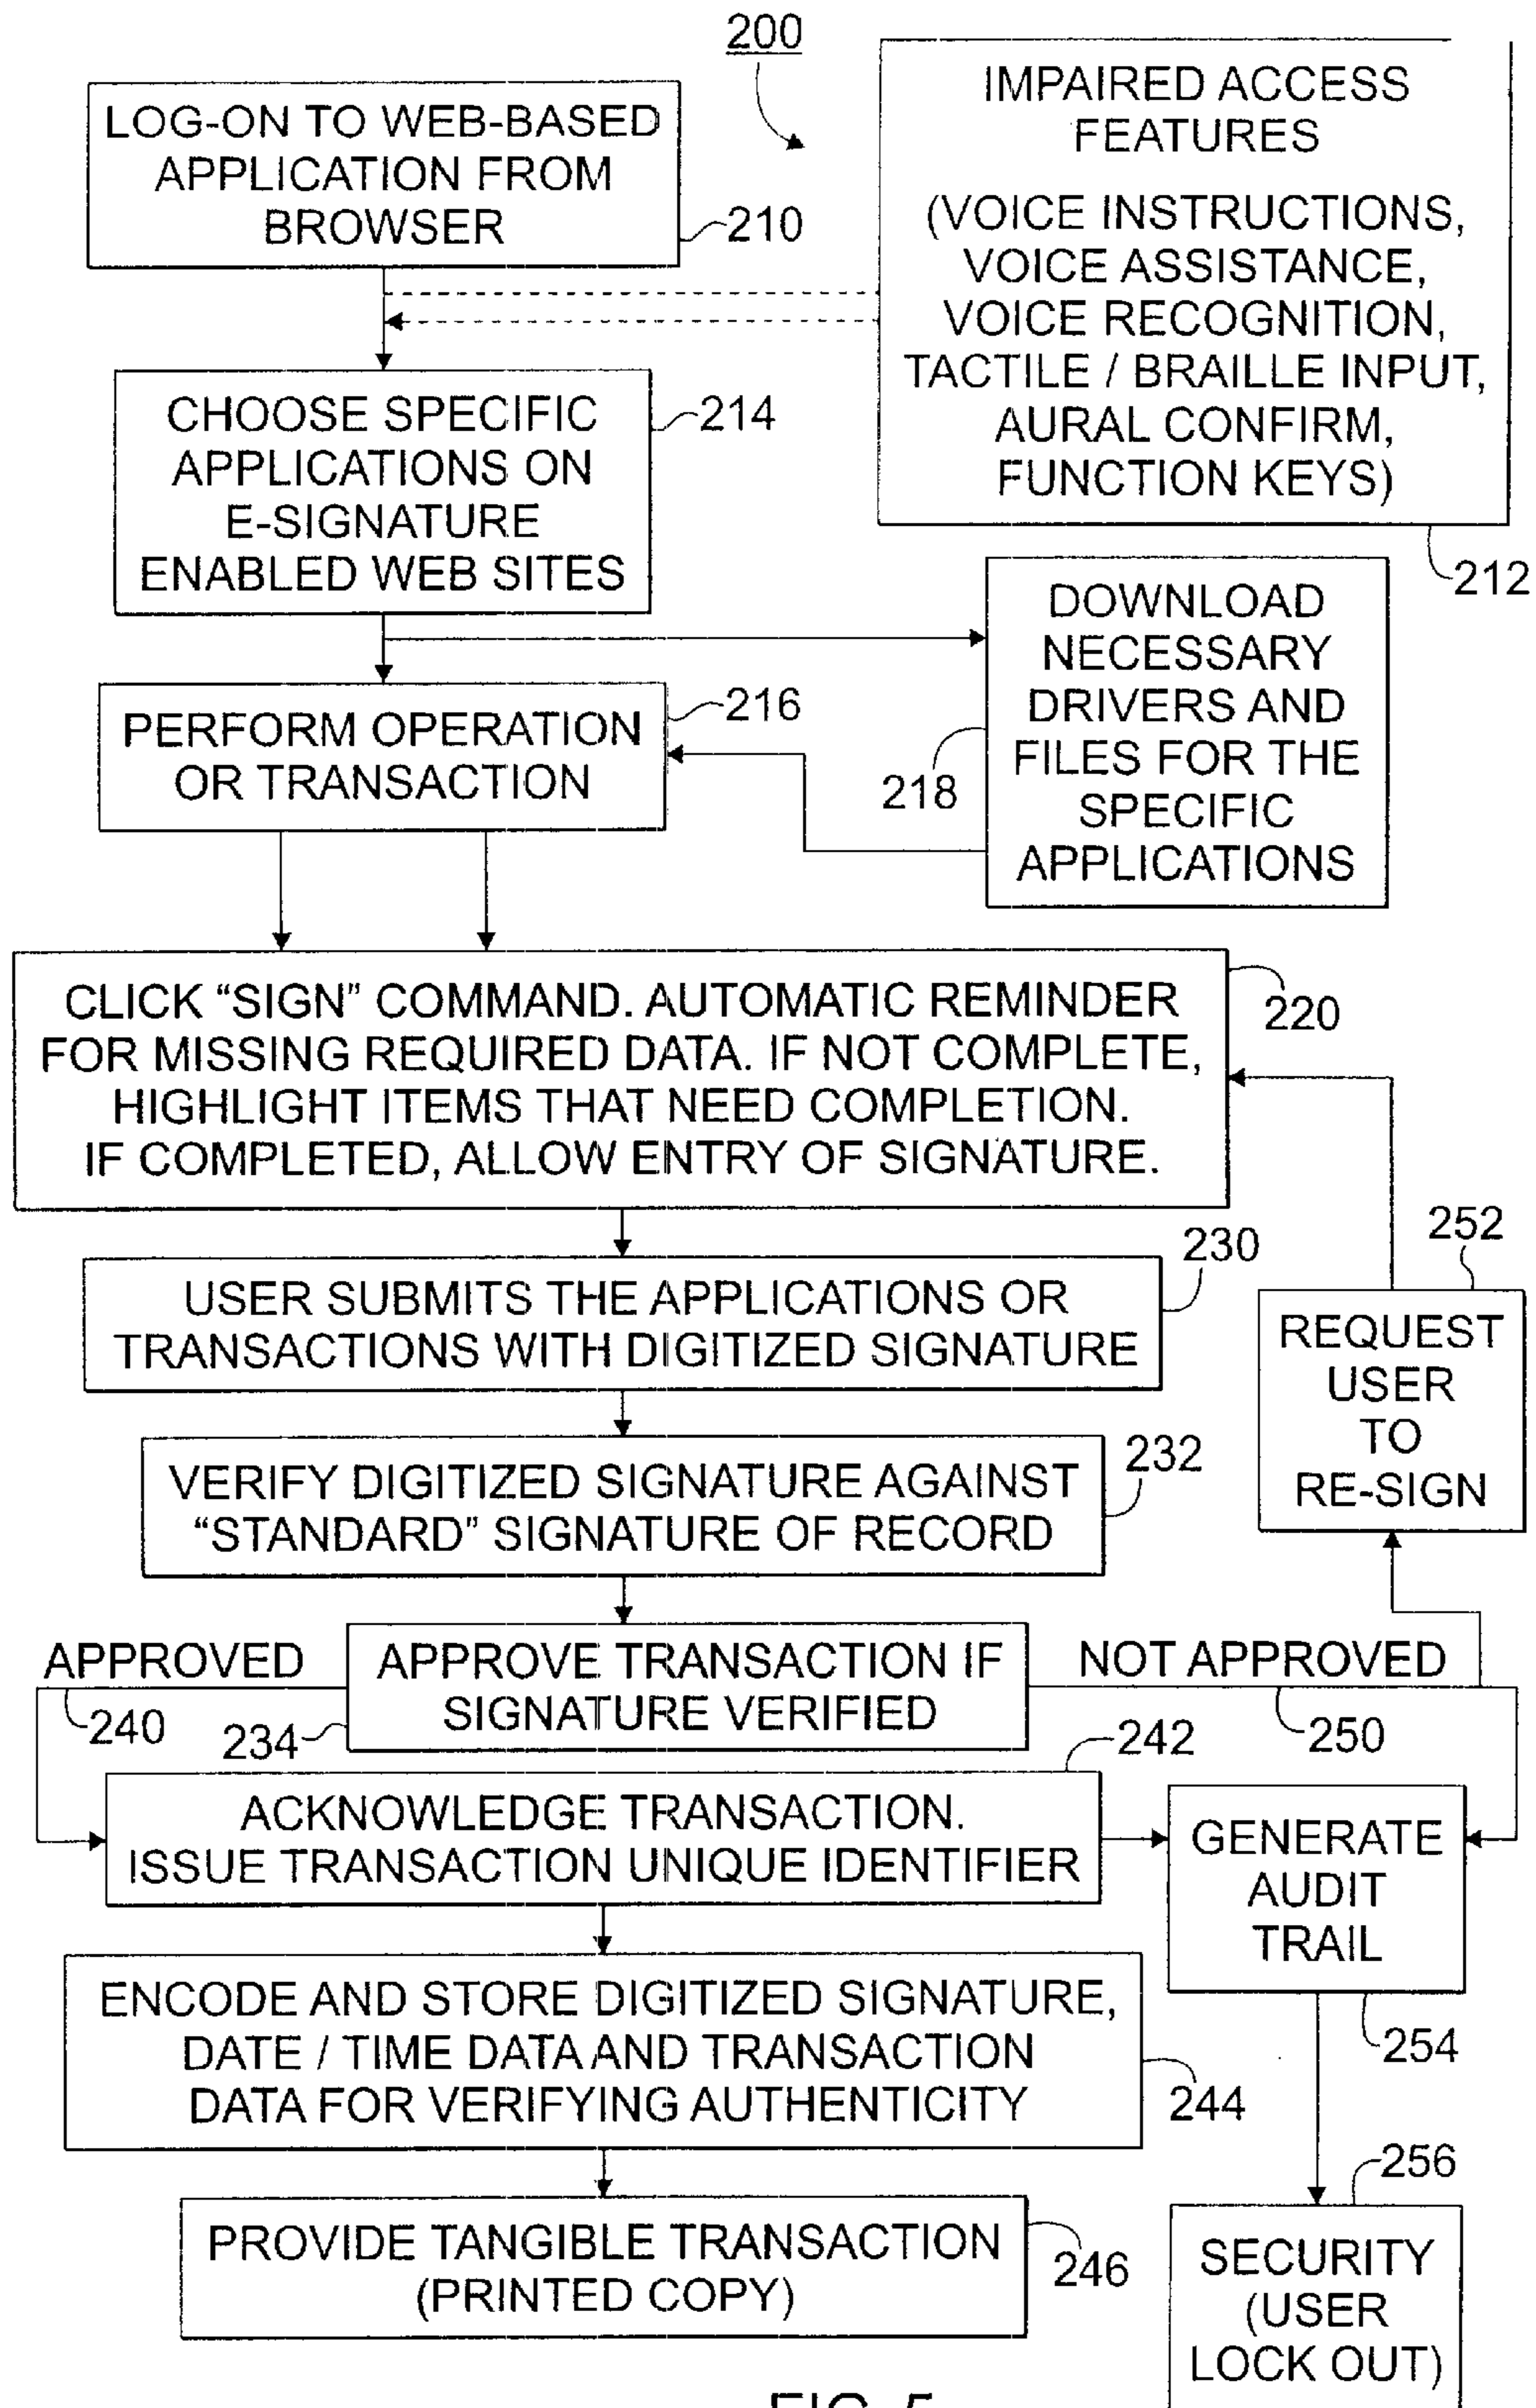 200
LOG-ON TO WEB-BASED
APPLICATION FROM
BROWSER
210
IMPAIRED ACCESS
FEATURES
(VOICE INSTRUCTIONS,
VOICE ASSISTANCE,
VOICE RECOGNITION,
TACTILE / BRAILLE INPUT,
AURAL CONFIRM,
FUNCTION KEYS)
212
CHOOSE SPECIFIC
APPLICATIONS ON
E-SIGNATURE
ENABLED WEB SITES
214
PERFORM OPERATION
OR TRANSACTION
216
DOWNLOAD
NECESSARY
DRIVERS AND
FILES FOR THE
SPECIFIC
APPLICATIONS
218
CLICK “SIGN” COMMAND. AUTOMATIC REMINDER
FOR MISSING REQUIRED DATA. IF NOT COMPLETE,
HIGHLIGHT ITEMS THAT NEED COMPLETION.
IF COMPLETED, ALLOW ENTRY OF SIGNATURE.
220
USER SUBMITS THE APPLICATIONS OR
TRANSACTIONS WITH DIGITIZED SIGNATURE
230
252
REQUEST
USER
TO
RE-SIGN
VERIFY DIGITIZED SIGNATURE AGAINST
“STANDARD” SIGNATURE OF RECORD
232
APPROVED
240
APPROVE TRANSACTION IF
SIGNATURE VERIFIED
234
NOT APPROVED
250
ACKNOWLEDGE TRANSACTION.
ISSUE TRANSACTION UNIQUE IDENTIFIER
242
GENERATE
AUDIT
TRAIL
254
ENCODE AND STORE DIGITIZED SIGNATURE,
DATE / TIME DATA AND TRANSACTION
DATA FOR VERIFYING AUTHENTICITY
244
PROVIDE TANGIBLE TRANSACTION
(PRINTED COPY)
246
256
SECURITY
(USER
LOCK OUT)
FIG. 5